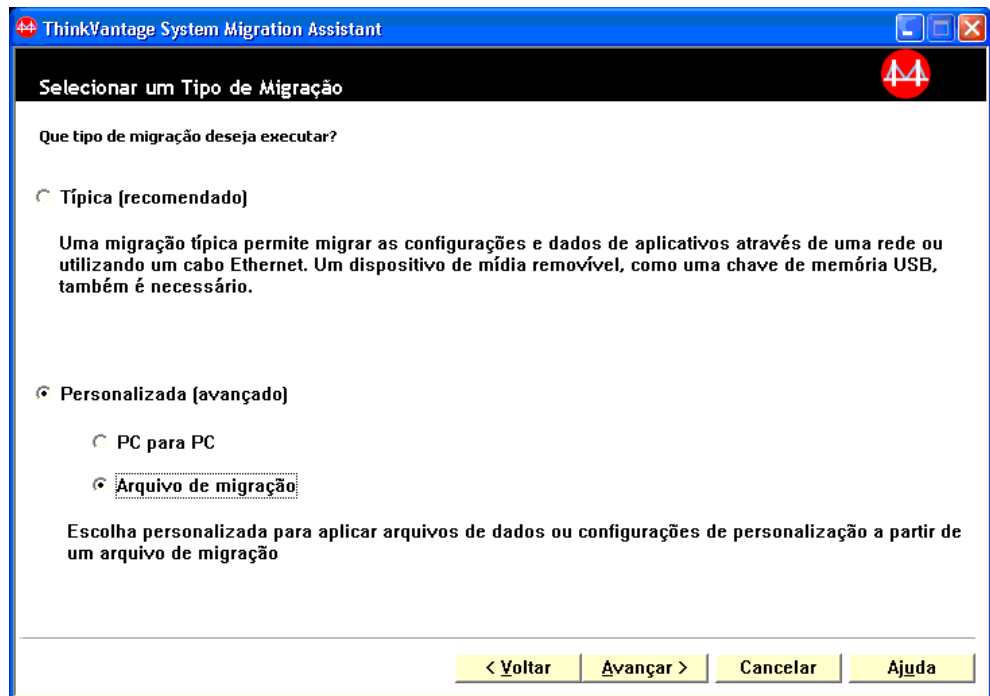 ThinkVantage System Migration Assistant
Selecionar um Tipo de Migração
Que tipo de migração deseja executar?
Típica (recomendado)
Uma migração típica permite migrar as configurações e dados de aplicativos através de uma rede ou
utilizando um cabo Ethernet. Um dispositivo de mídia removível, como uma chave de memória USB,
também é necessário.
Personalizada (avançado)
PC para PC
Arquivo de migração
Escolha personalizada para aplicar arquivos de dados ou configurações de personalização a partir de
um arquivo de migração
< Voltar
Avançar >
Cancelar
Ajuda